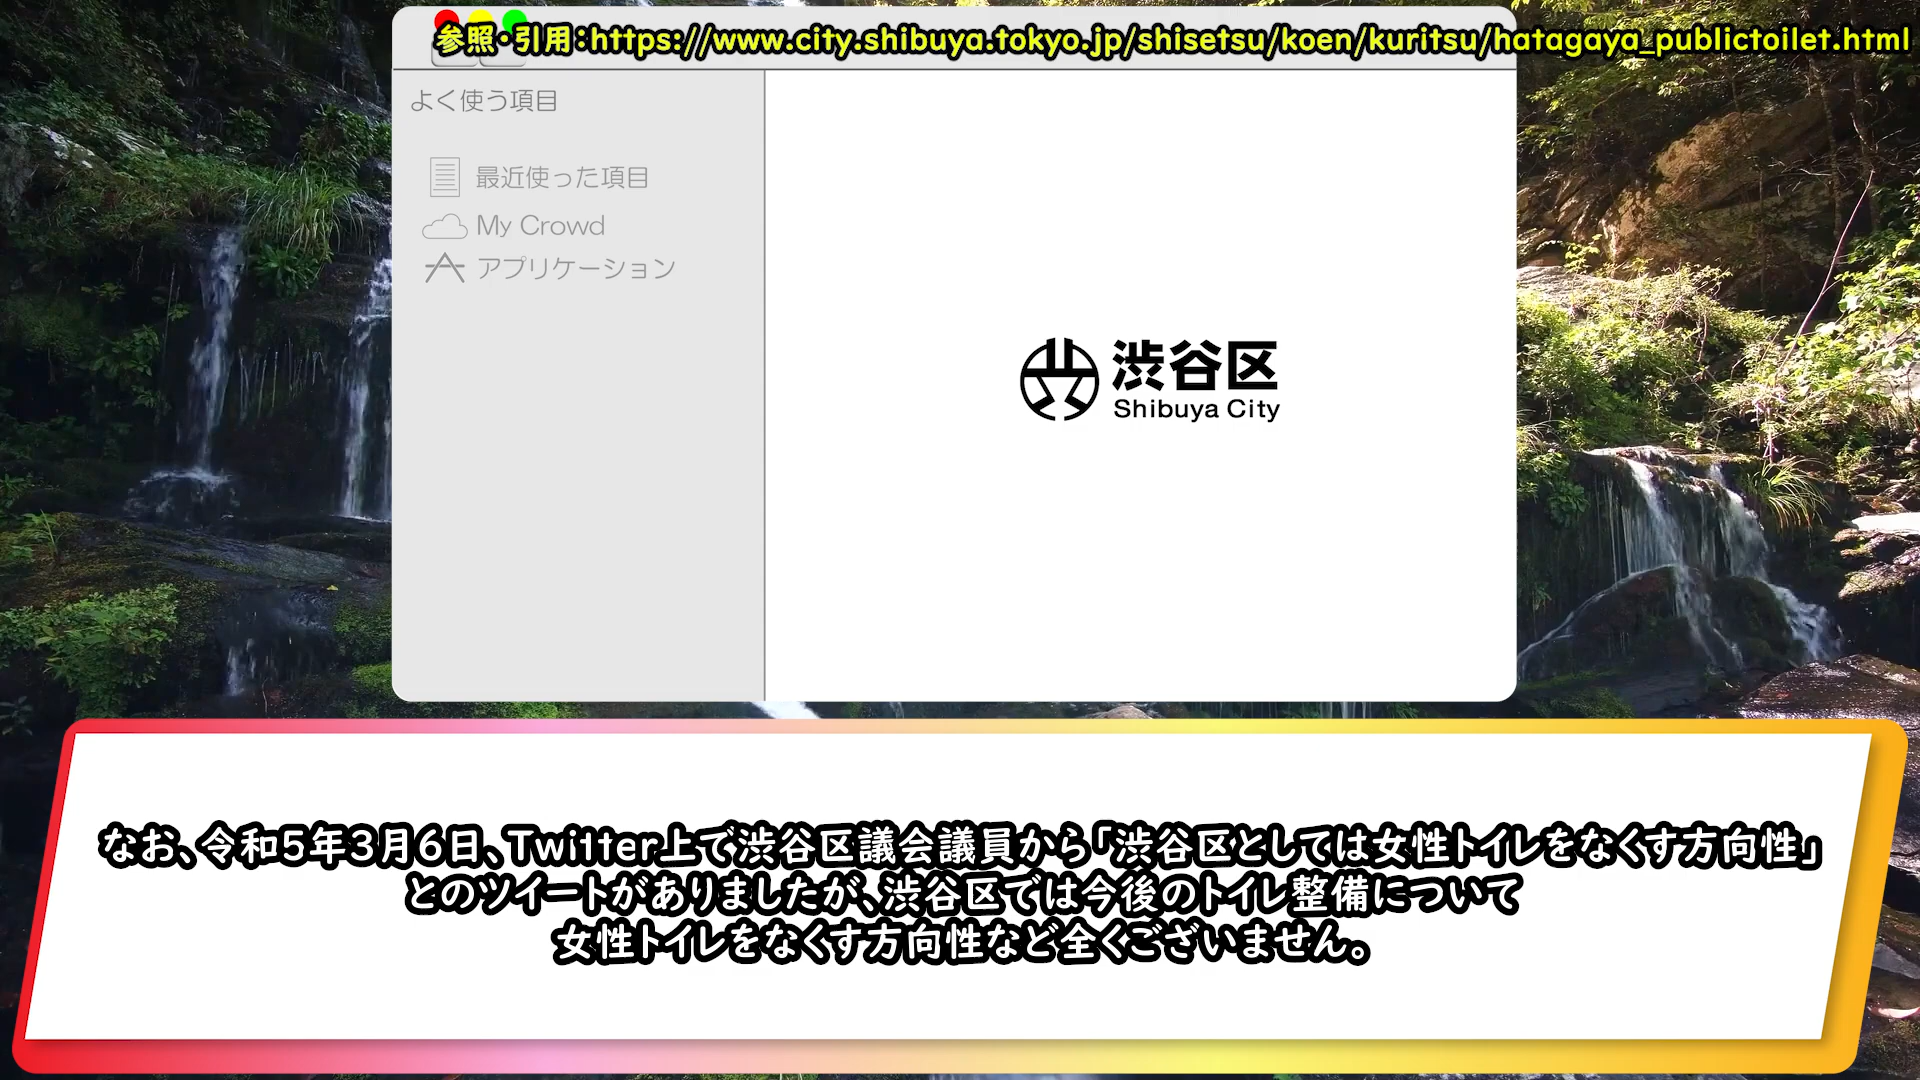 参照・引用：https://www.city.shibuya.tokyo.jp/shisetsu/koen/kuritsu/hatagaya_publictoilet.html
よく使う項目
最近使った項目
My Crowd
アプリケーション
渋谷区
Shibuya City
なお、令和５年３月６日、Twitter上で渋谷区議会議員から「渋谷区としては女性トイレをなくす方向性」
とのツイートがありましたが、渋谷区では今後のトイレ整備について
女性トイレをなくす方向性など全くございません。